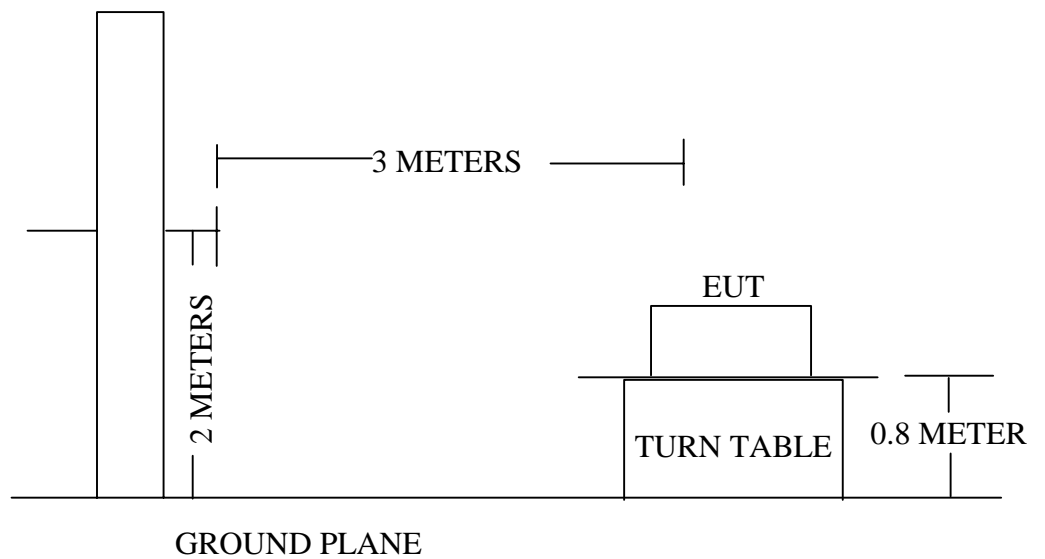 3 METERS
2 METERS
EUT
TURN TABLE
0.8 METER
GROUND PLANE